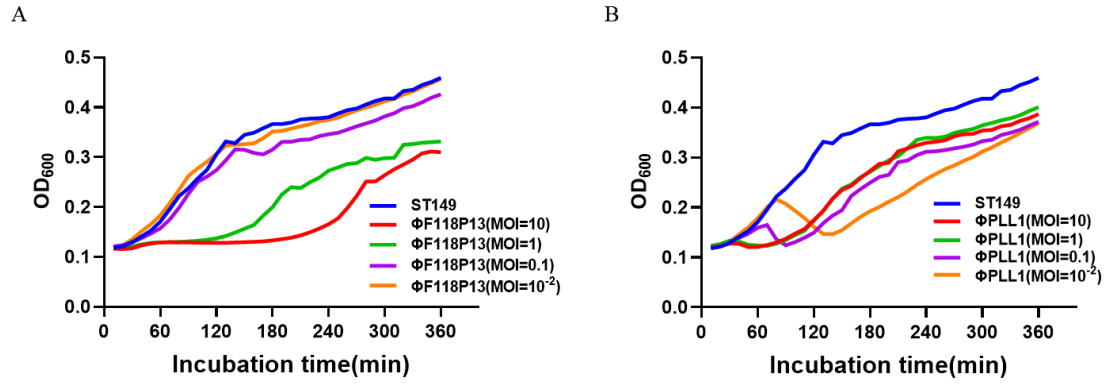 A
OD600
0.5
0.4
0.3
0.2
0.1
0.0
ST149
ΦF118P13(MOI=10)
ΦF118P13(MOI=1)
ΦF118P13(MOI=0.1)
ΦF118P13(MOI=10-2)
0 60 120 180 240 300 360
Incubation time(min)
B
OD600
0.5
0.4
0.3
0.2
0.1
0.0
ST149
ΦPLL1(MOI=10)
ΦPLL1(MOI=1)
ΦPLL1(MOI=0.1)
ΦPLL1(MOI=10-2)
0 60 120 180 240 300 360
Incubation time(min)